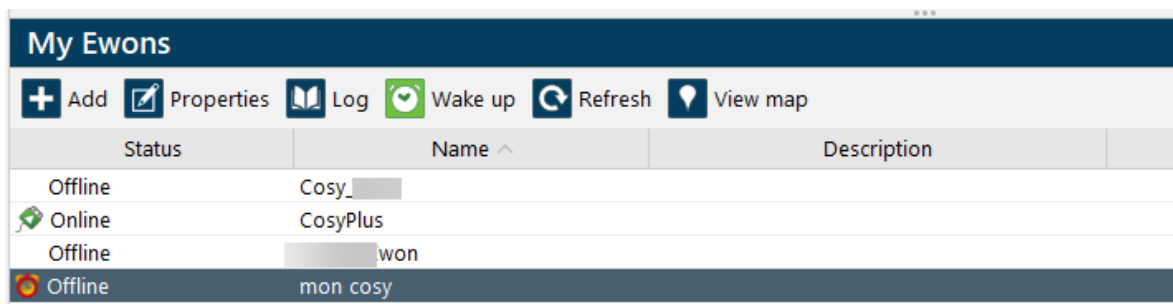 My Ewons
Add Properties Log Wake up Refresh View map
Status Name Description
Offline Cosy_
Online CosyPlus
Offline won
Offline mon cosy